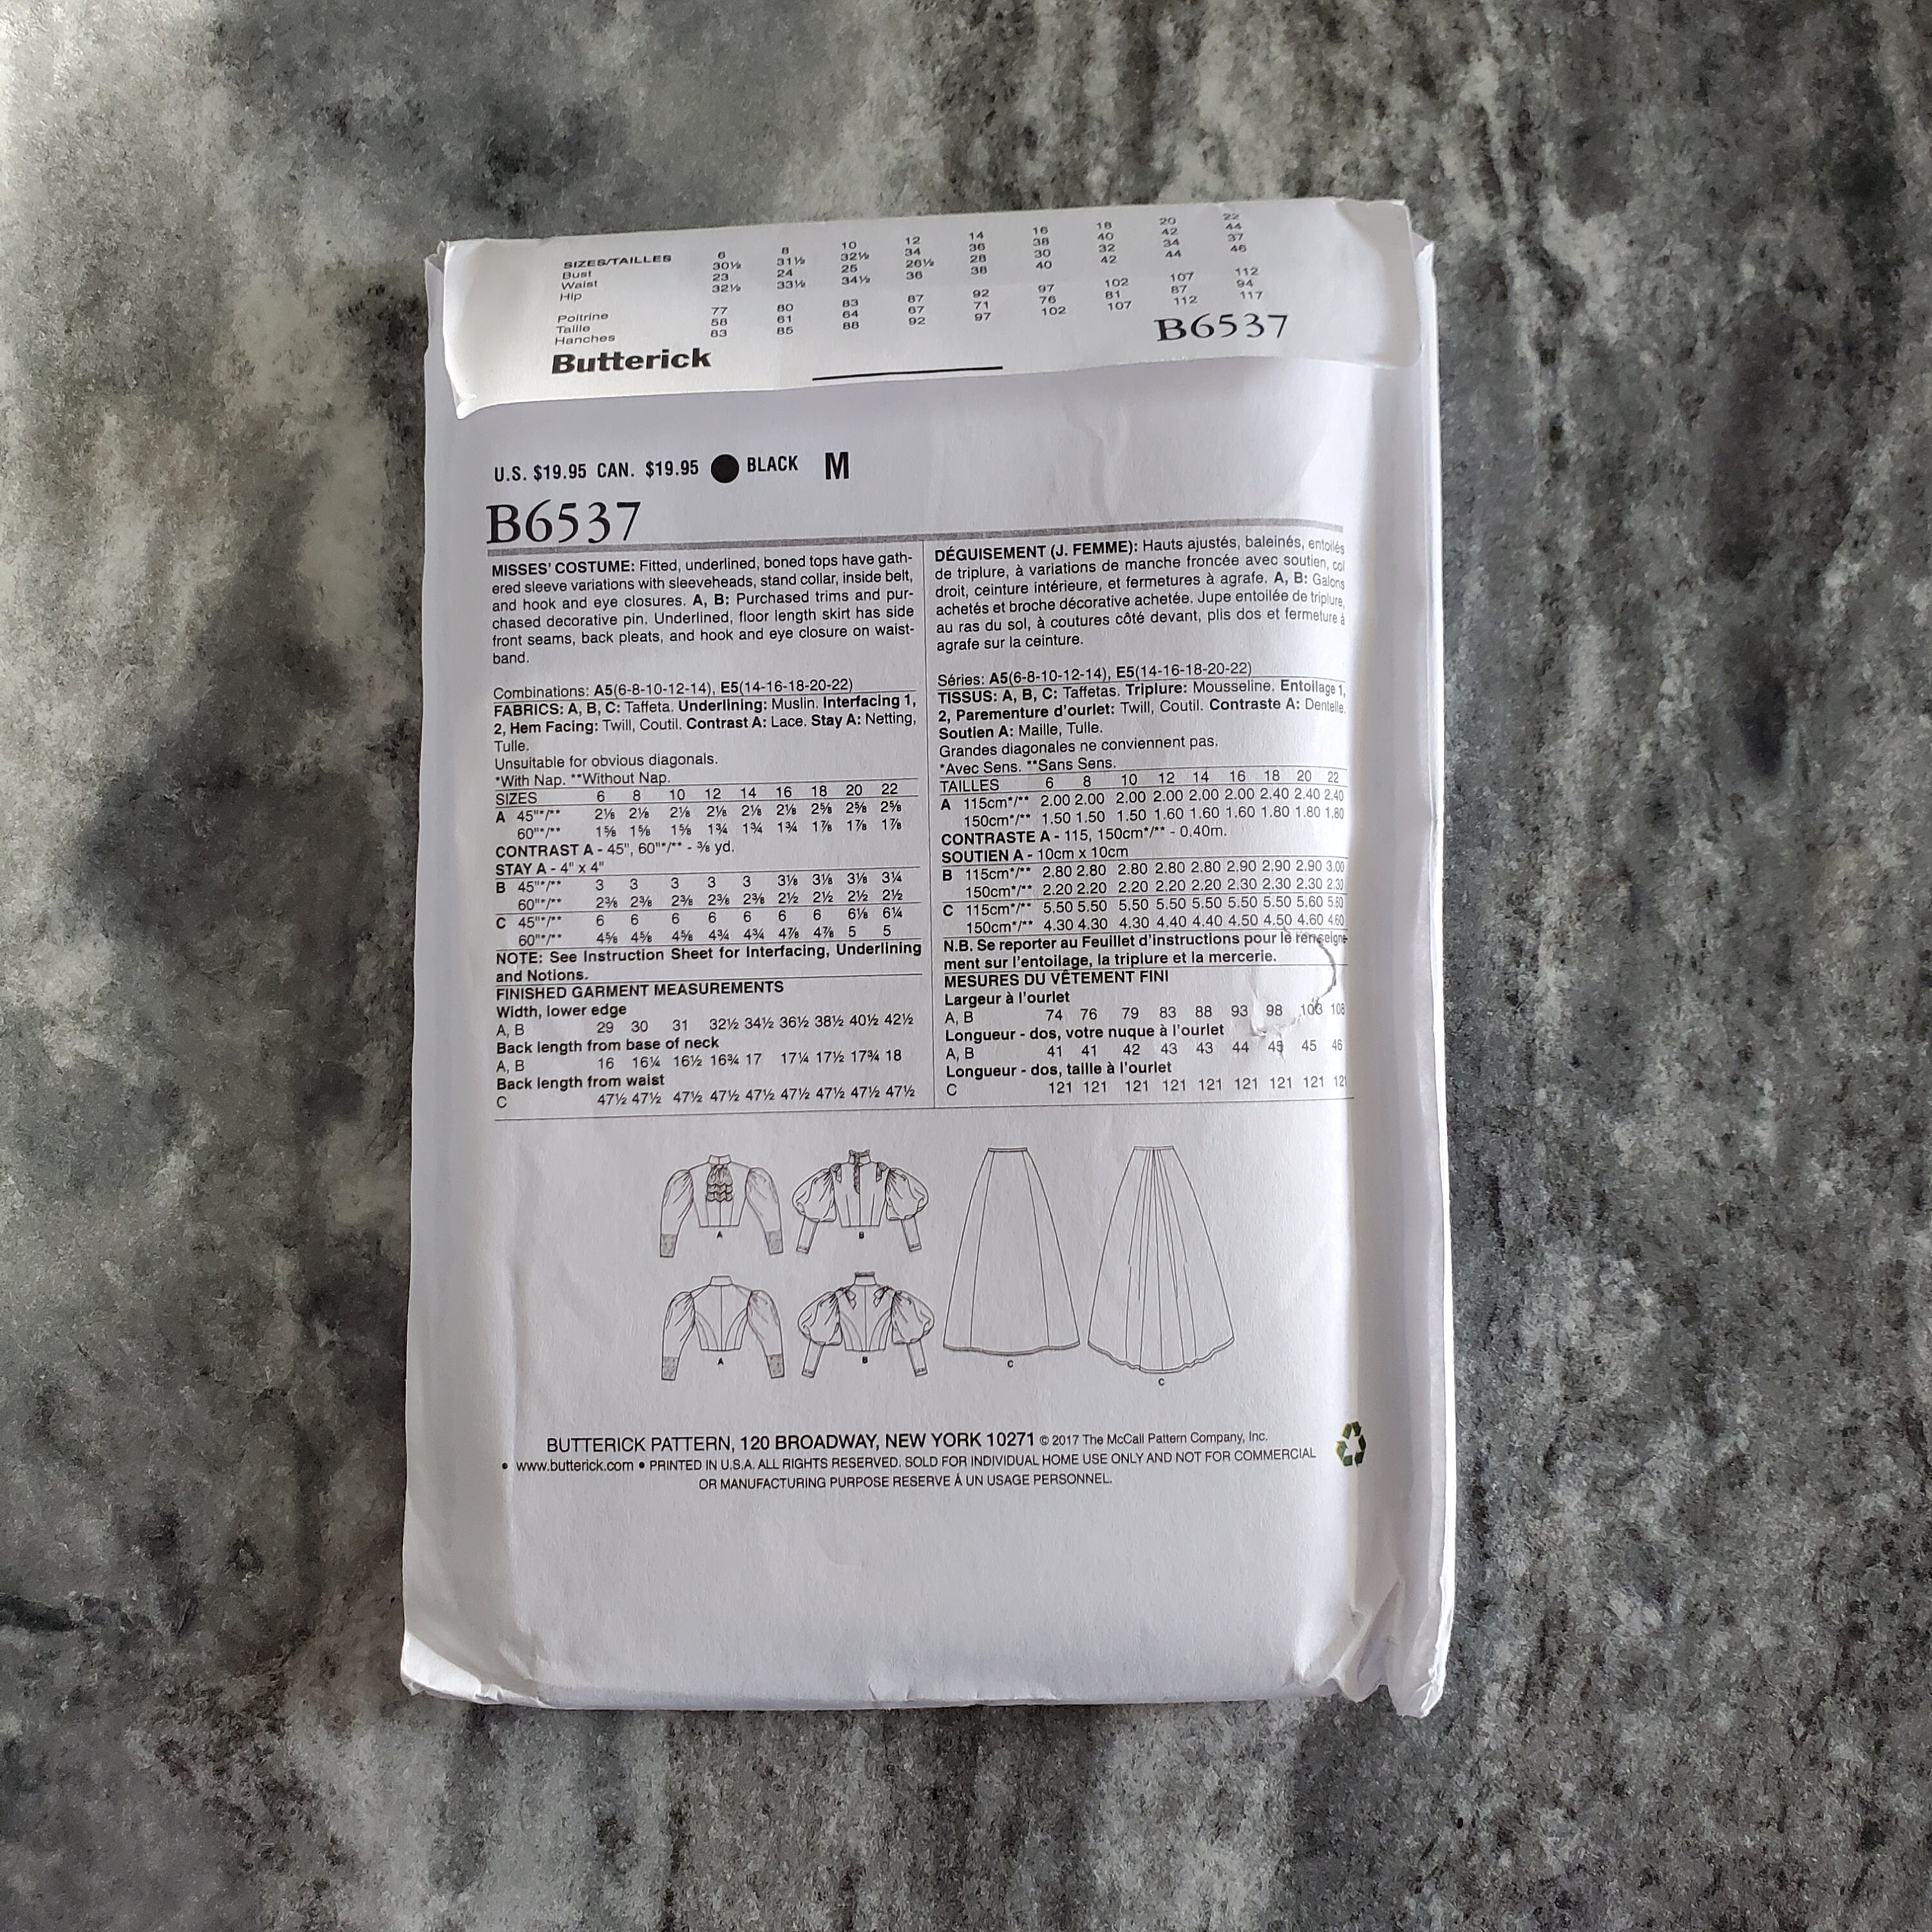 SIZES/TAILLES 6 8 10 12 14 16 18 20 22
Bust 30½ 31½ 32½ 34 36 38 40 42 44
Waist 23 24 25 26½ 28 30 32 34 37
Hip 32½ 33½ 34½ 36 38 40 42 44 46
Poitrine 77 80 83 87 92 97 102 107 112
Taille 58 61 64 67 71 76 81 87 94
Hanches 83 85 88 92 97 102 107 112 117
Butterick B6537
U.S. $19.95 CAN. $19.95 BLACK M
B6537
MISSES' COSTUME: Fitted, underlined, boned tops have gath-
ered sleeve variations with sleeveheads, stand collar, inside belt,
and hook and eye closures. A, B: Purchased trims and pur-
chased decorative pin. Underlined, floor length skirt has side
front seams, back pleats, and hook and eye closure on waist-
band.
Combinations: A5(6-8-10-12-14), E5(14-16-18-20-22)
FABRICS: A, B, C: Taffeta. Underlining: Muslin. Interfacing 1,
2, Hem Facing: Twill, Coutil. Contrast A: Lace. Stay A: Netting,
Tulle.
Unsuitable for obvious diagonals.
*With Nap. **Without Nap.
SIZES 6 8 10 12 14 16 18 20 22
A 45"*/** 2⅛ 2⅛ 2⅛ 2⅛ 2⅛ 2⅛ 2⅝ 2⅝ 2⅝
60"*/** 1⅝ 1⅝ 1⅝ 1¾ 1¾ 1¾ 1⅞ 1⅞ 1⅞
CONTRAST A - 45", 60"*/** - ⅜ yd.
STAY A - 4" x 4"
B 45"*/** 3 3 3 3 3 3⅛ 3⅛ 3⅛ 3¼
60"*/** 2⅜ 2⅜ 2⅜ 2⅜ 2⅜ 2½ 2½ 2½ 2½
C 45"*/** 6 6 6 6 6 6 6 6⅛ 6¼
60"*/** 4⅝ 4⅝ 4⅝ 4¾ 4¾ 4⅞ 4⅞ 5 5
NOTE: See Instruction Sheet for Interfacing, Underlining
and Notions.
FINISHED GARMENT MEASUREMENTS
Width, lower edge
A, B 29 30 31 32½ 34½ 36½ 38½ 40½ 42½
Back length from base of neck
A, B 16 16¼ 16½ 16¾ 17 17¼ 17½ 17¾ 18
Back length from waist
C 47½ 47½ 47½ 47½ 47½ 47½ 47½ 47½ 47½
DÉGUISEMENT (J. FEMME): Hauts ajustés, baleinés, entoilés
de triplure, à variations de manche froncée avec soutien, col
droit, ceinture intérieure, et fermetures à agrafe. A, B: Galons
achetés et broche décorative achetée. Jupe entoilée de triplure,
au ras du sol, à coutures côté devant, plis dos et fermeture à
agrafe sur la ceinture.
Séries: A5(6-8-10-12-14), E5(14-16-18-20-22)
TISSUS: A, B, C: Taffetas. Triplure: Mousseline. Entoilage 1,
2, Parementure d'ourlet: Twill, Coutil. Contraste A: Dentelle.
Soutien A: Maille, Tulle.
Grandes diagonales ne conviennent pas.
*Avec Sens. **Sans Sens.
TAILLES 6 8 10 12 14 16 18 20 22
A 115cm*/** 2.00 2.00 2.00 2.00 2.00 2.00 2.40 2.40 2.40
150cm*/** 1.50 1.50 1.50 1.60 1.60 1.60 1.80 1.80 1.80
CONTRASTE A - 115, 150cm*/** - 0.40m.
SOUTIEN A - 10cm x 10cm
B 115cm*/** 2.80 2.80 2.80 2.80 2.80 2.90 2.90 2.90 3.00
150cm*/** 2.20 2.20 2.20 2.20 2.20 2.30 2.30 2.30 2.30
C 115cm*/** 5.50 5.50 5.50 5.50 5.50 5.50 5.50 5.60 5.80
150cm*/** 4.30 4.30 4.30 4.40 4.40 4.50 4.50 4.60 4.60
N.B. Se reporter au Feuillet d'instructions pour le renseigne-
ment sur l'entoilage, la triplure et la mercerie.
MESURES DU VÊTEMENT FINI
Largeur à l'ourlet
A, B 74 76 79 83 88 93 98 103 108
Longueur - dos, votre nuque à l'ourlet
A, B 41 41 42 43 43 44 45 45 46
Longueur - dos, taille à l'ourlet
C 121 121 121 121 121 121 121 121 121
A
B
A
B
C
C
BUTTERICK PATTERN, 120 BROADWAY, NEW YORK 10271 © 2017 The McCall Pattern Company, Inc.
• www.butterick.com • PRINTED IN U.S.A. ALL RIGHTS RESERVED. SOLD FOR INDIVIDUAL HOME USE ONLY AND NOT FOR COMMERCIAL
OR MANUFACTURING PURPOSE RESERVE Á UN USAGE PERSONNEL.